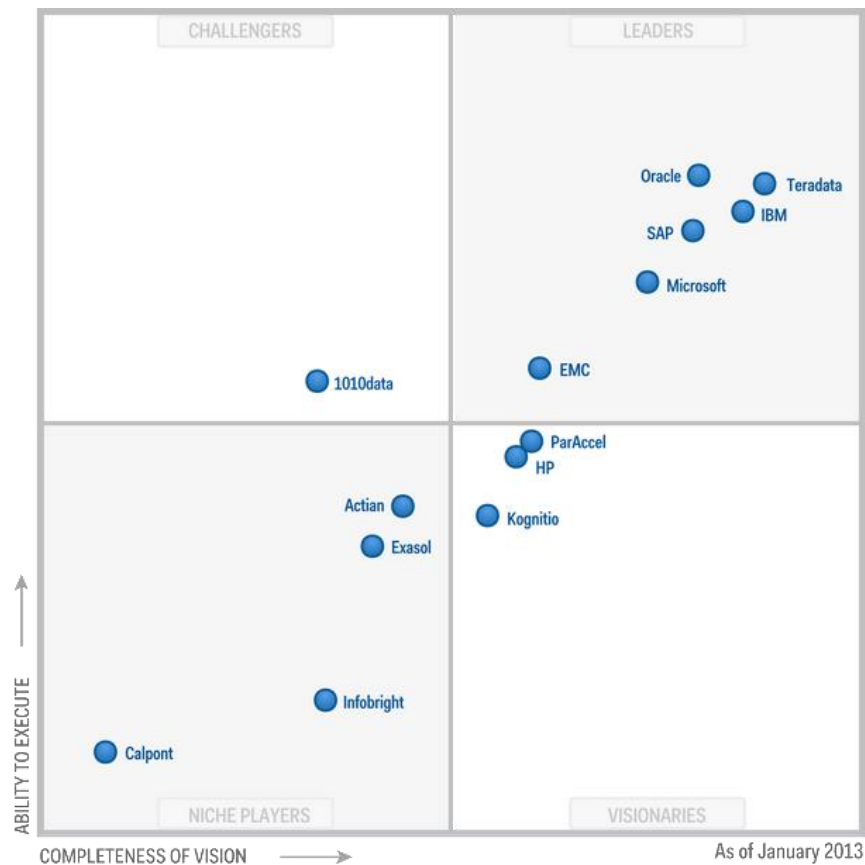 CHALLENGERS
LEADERS
Oracle
Teradata
IBM
SAP
Microsoft
EMC
1010data
ParAccel
HP
Actian
Kognitio
Exasol
Infobright
Calpont
ABILITY TO EXECUTE
NICHE PLAYERS
VISIONARIES
COMPLETENESS OF VISION
As of January 2013